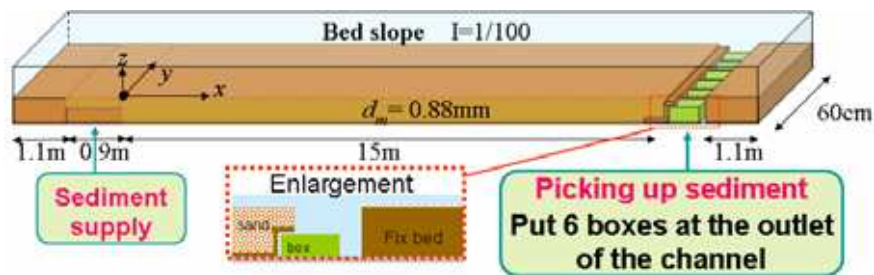 Bed slope I=1/100
z
y
x
dm= 0.88mm
60cm
1.1m
0.9m
15m
1.1m
Sediment
supply
Enlargement
sand
box
Fix bed
Picking up sediment
Put 6 boxes at the outlet
of the channel